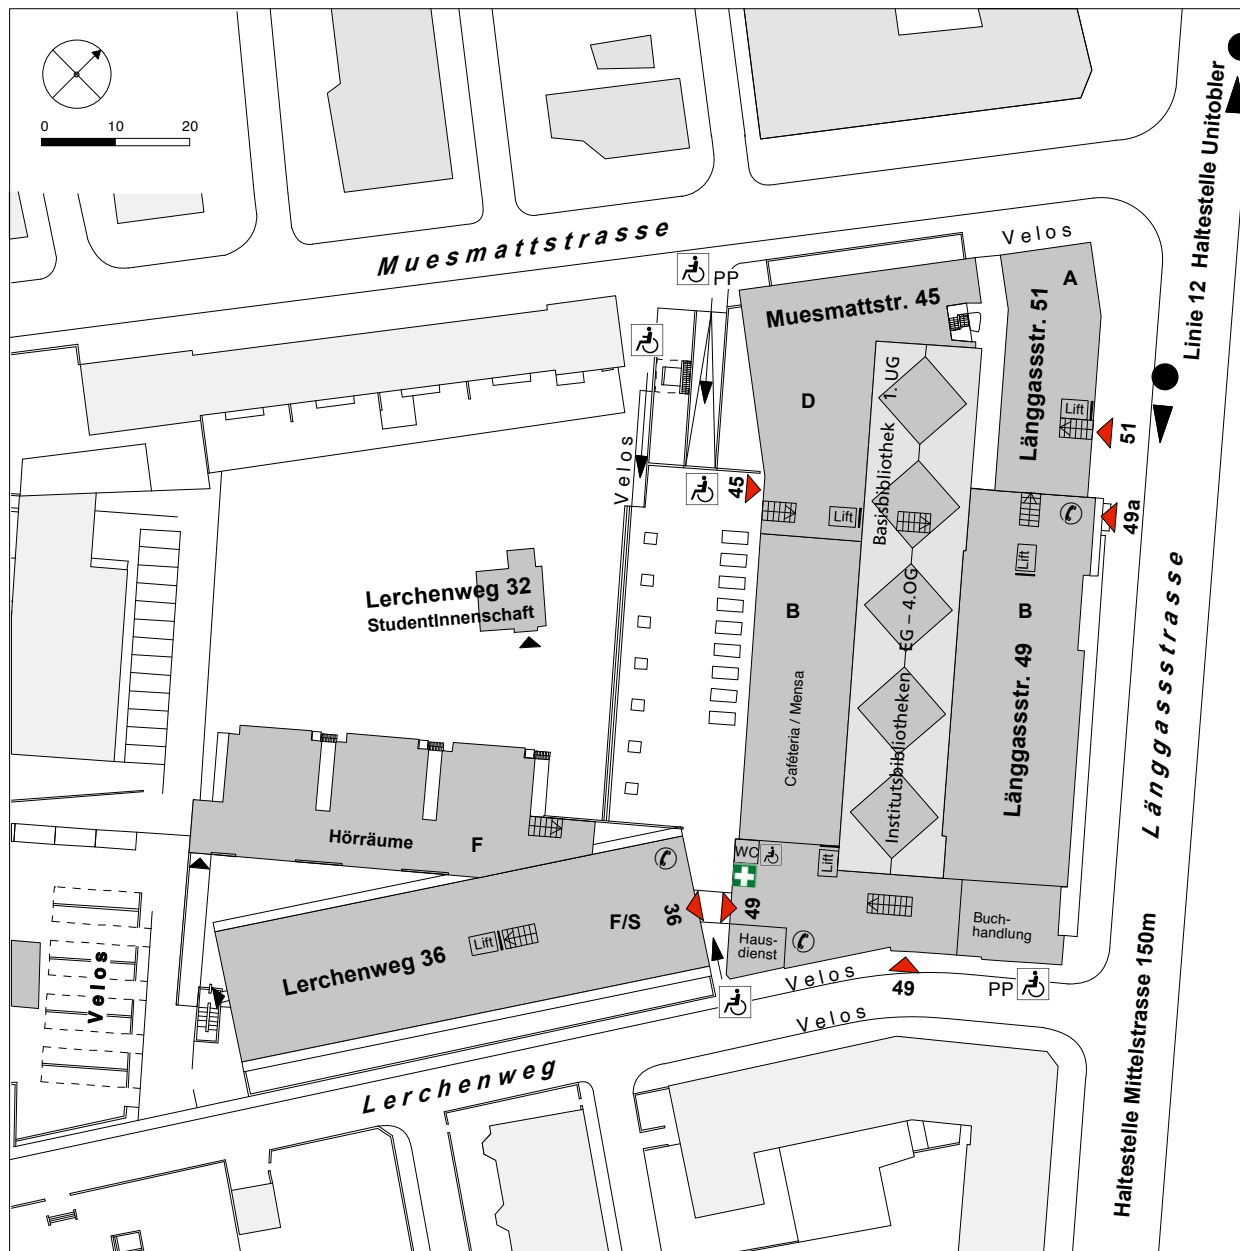 0 10 20
Linie 12 Haltestelle Unitobler
Muesmattstrasse
Velos
PP
A
Muesmattstr. 45
Länggassstr. 51
D
Lift
51
Velos
45
Lift
Basisbibliothek 1. UG
49a
Lift
Lerchenweg 32
StudentInnenschaft
B
EG – 4.OG
B
Länggassstr. 49
Länggassstrasse
Caféteria / Mensa
Institutsbibliotheken
Hörräume
F
WC
Lift
36
49
F/S
Lift
Lerchenweg 36
Haus-
dienst
Buch-
handlung
Velos
Velos
49
PP
Velos
Lerchenweg
Haltestelle Mittelstrasse 150m